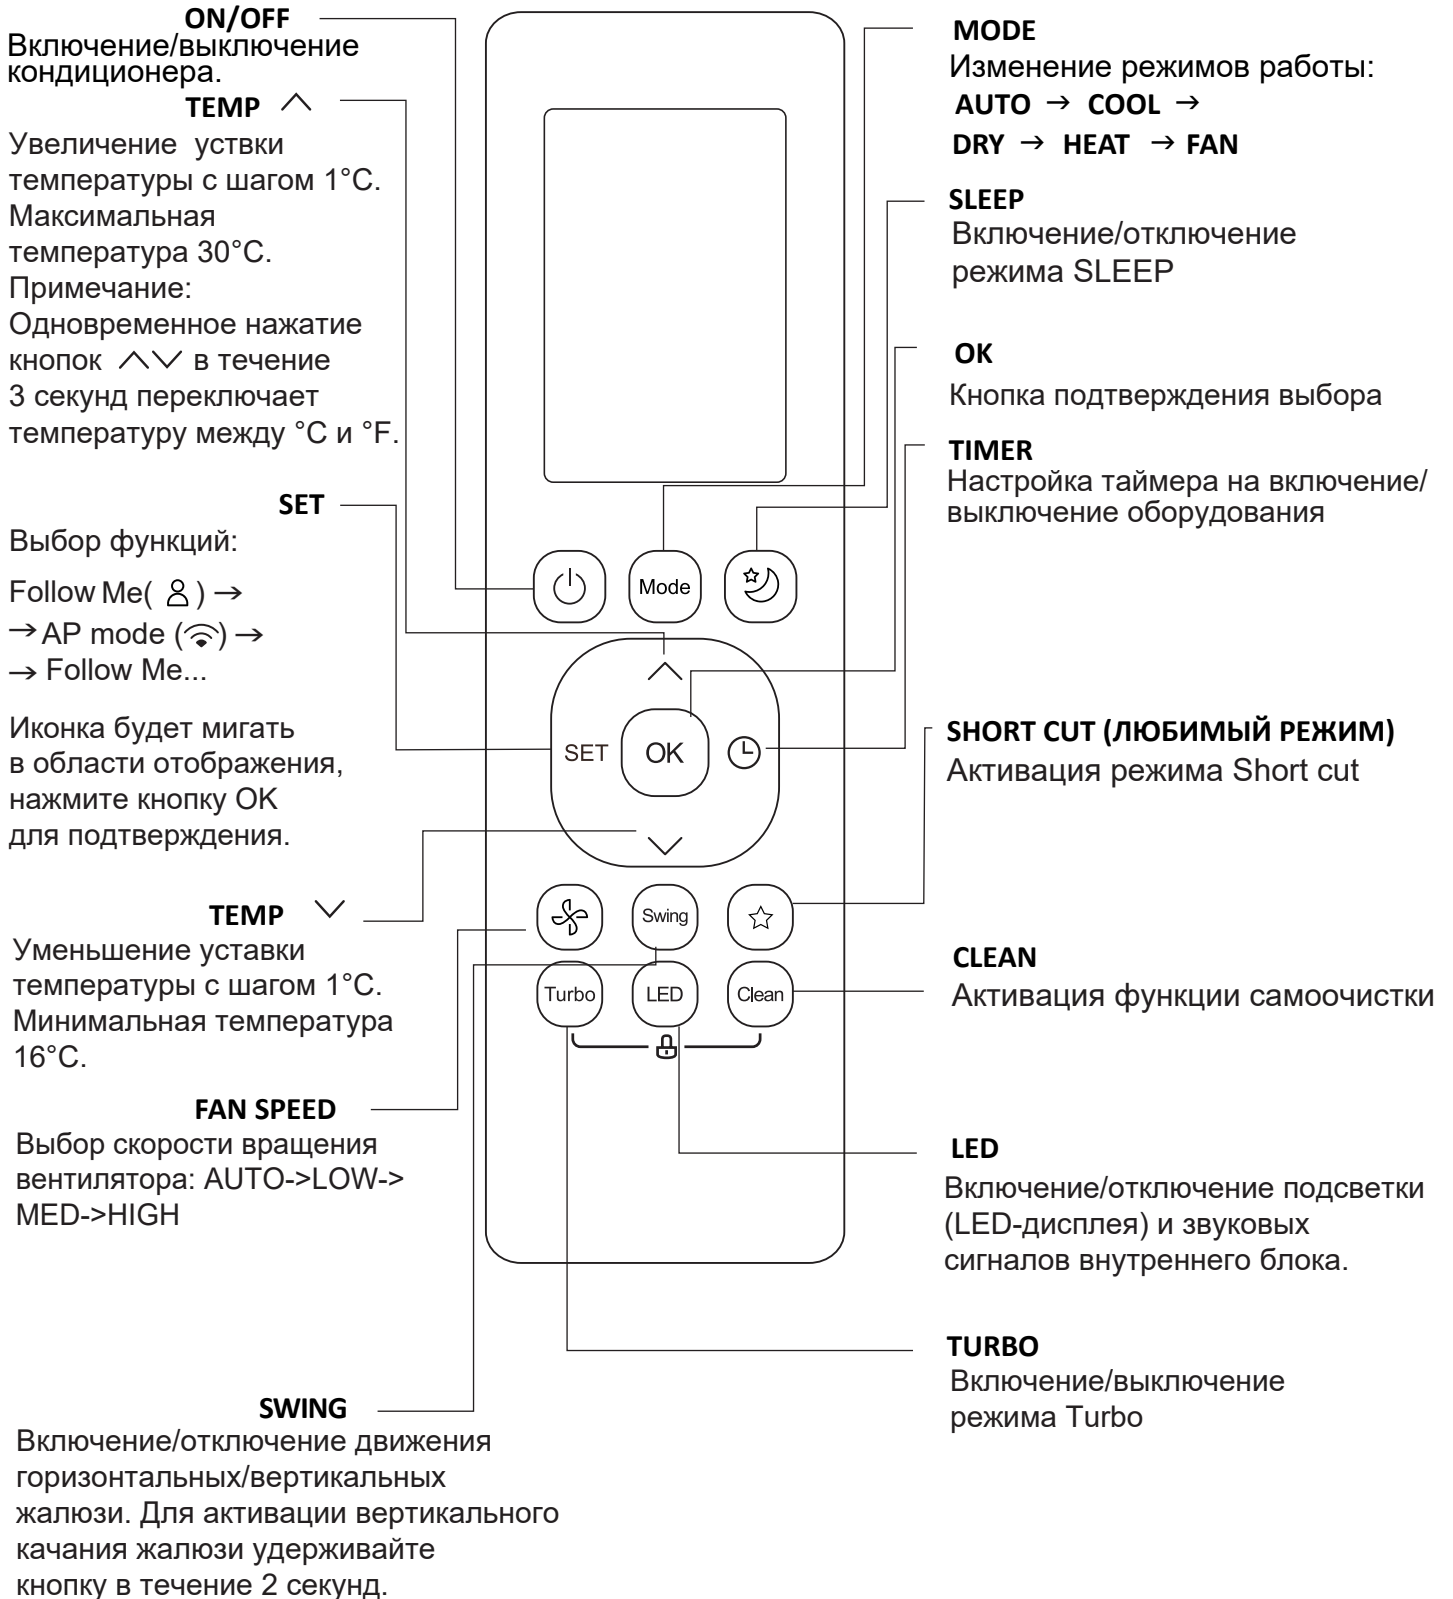 ON/OFF
Включение/выключение
кондиционера.
TEMP
Увеличение уствки
температуры с шагом 1°C.
Максимальная
температура 30°C.
Примечание:
Одновременное нажатие
кнопок в течение
3 секунд переключает
температуру между °C и °F.
SET
Выбор функций:
Follow Me( ) →
→ AP mode ( ) →
→ Follow Me...
Иконка будет мигать
в области отображения,
нажмите кнопку OK
для подтверждения.
TEMP
Уменьшение уставки
температуры с шагом 1°C.
Минимальная температура
16°C.
FAN SPEED
Выбор скорости вращения
вентилятора: AUTO->LOW->
MED->HIGH
SWING
Включение/отключение движения
горизонтальных/вертикальных
жалюзи. Для активации вертикального
качания жалюзи удерживайте
кнопку в течение 2 секунд.
Mode
SET OK
Swing
Turbo LED Clean
MODE
Изменение режимов работы:
AUTO → COOL →
DRY → HEAT → FAN
SLEEP
Включение/отключение
режима SLEEP
OK
Кнопка подтверждения выбора
TIMER
Настройка таймера на включение/
выключение оборудования
SHORT CUT (ЛЮБИМЫЙ РЕЖИМ)
Активация режима Short cut
CLEAN
Активация функции самоочистки
LED
Включение/отключение подсветки
(LED-дисплея) и звуковых
сигналов внутреннего блока.
TURBO
Включение/выключение
режима Turbo